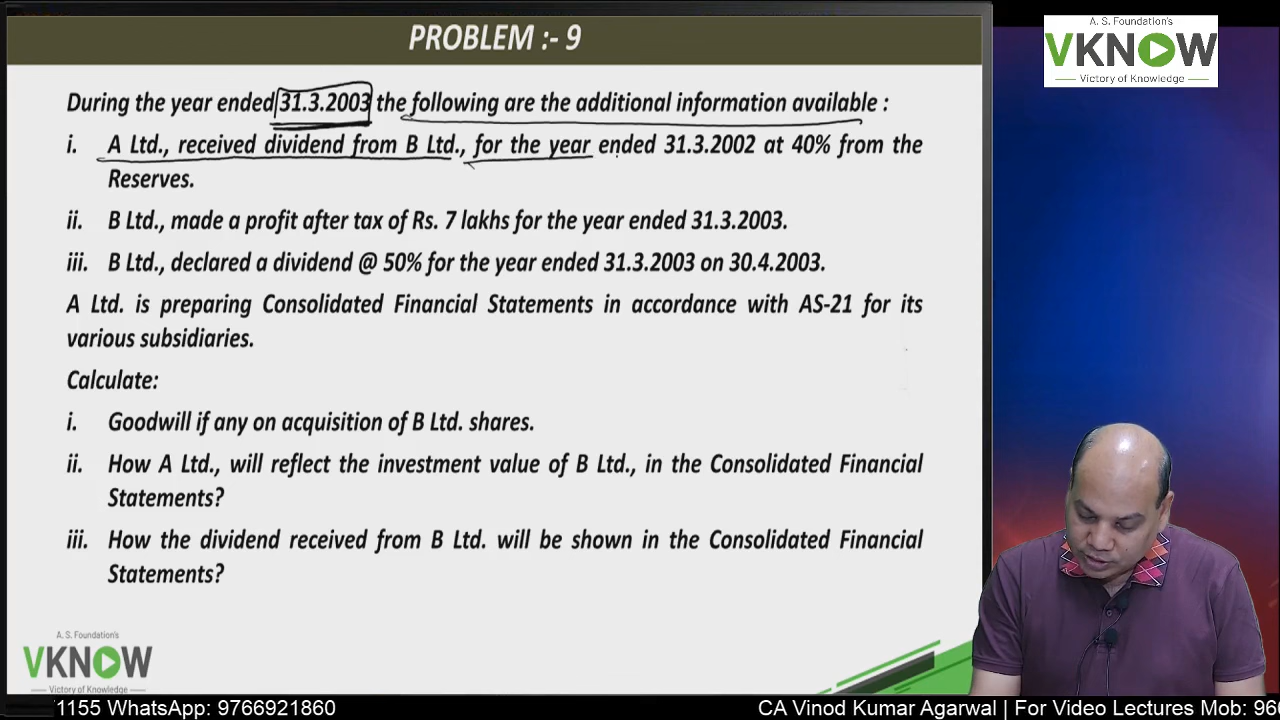 PROBLEM :- 9
A. S. Foundation's
VKNOW
Victory of Knowledge
During the year ended 31.3.2003 the following are the additional information available :
i. A Ltd., received dividend from B Ltd., for the year ended 31.3.2002 at 40% from the
Reserves.
ii. B Ltd., made a profit after tax of Rs. 7 lakhs for the year ended 31.3.2003.
iii. B Ltd., declared a dividend @ 50% for the year ended 31.3.2003 on 30.4.2003.
A Ltd. is preparing Consolidated Financial Statements in accordance with AS-21 for its
various subsidiaries.
Calculate:
i. Goodwill if any on acquisition of B Ltd. shares.
ii. How A Ltd., will reflect the investment value of B Ltd., in the Consolidated Financial
Statements?
iii. How the dividend received from B Ltd. will be shown in the Consolidated Financial
Statements?
A. S. Foundation's
VKNOW
Victory of Knowledge
1155 WhatsApp: 9766921860
CA Vinod Kumar Agarwal | For Video Lectures Mob: 966